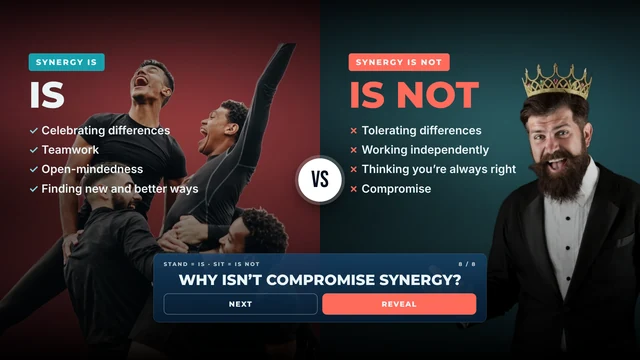 SYNERGY IS
IS
✓ Celebrating differences
✓ Teamwork
✓ Open-mindedness
✓ Finding new and better ways
VS
SYNERGY IS NOT
IS NOT
× Tolerating differences
× Working independently
× Thinking you're always right
× Compromise
STAND = IS • SIT = IS NOT
8 / 8
WHY ISN'T COMPROMISE SYNERGY?
NEXT
REVEAL